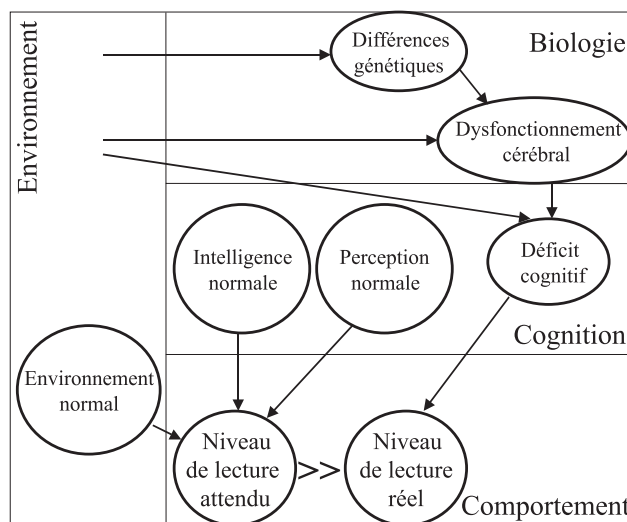 Environnement
Différences
génétiques
Biologie
Dysfonctionnement
cérébral
Intelligence
normale
Perception
normale
Déficit
cognitif
Cognition
Environnement
normal
Niveau
de lecture
attendu
>>
Niveau
de lecture
réel
Comportement